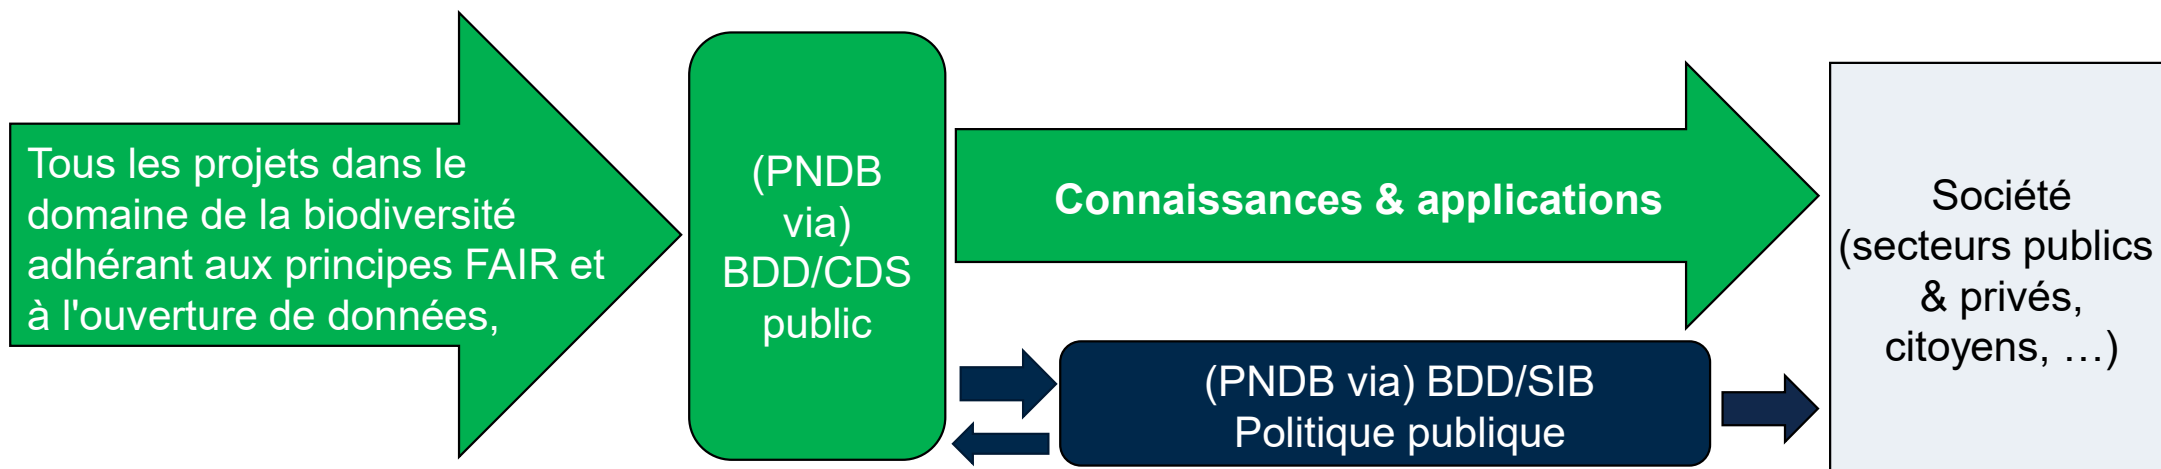 Tous les projets dans le
domaine de la biodiversité
adhérant aux principes FAIR et
à l'ouverture de données,
(PNDB
via)
BDD/CDS
public
Connaissances & applications
(PNDB via) BDD/SIB
Politique publique
Société
(secteurs publics
& privés,
citoyens, …)